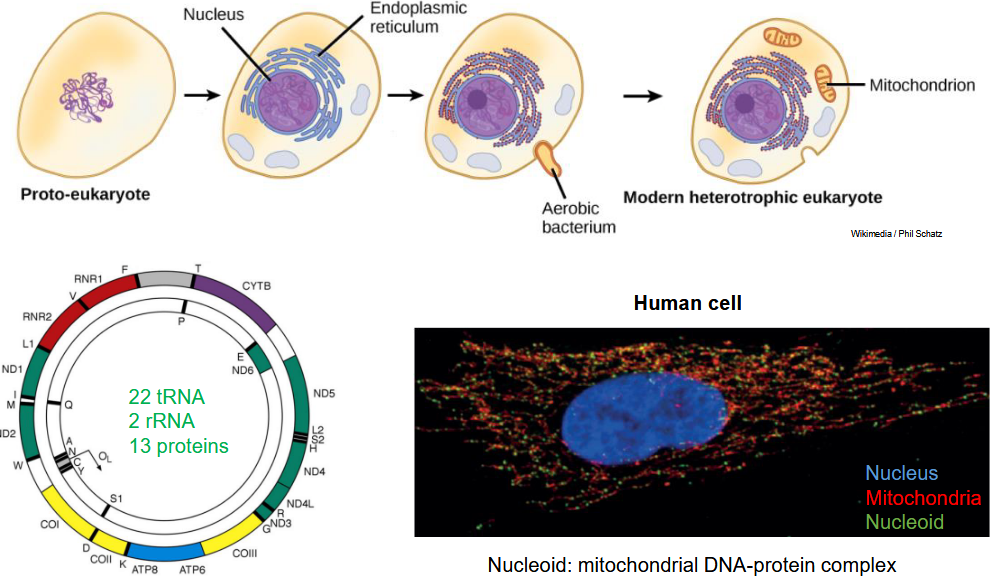 Nucleus
Endoplasmic
reticulum
Mitochondrion
Proto-eukaryote
Aerobic
bacterium
Modern heterotrophic eukaryote
Wikimedia / Phil Schatz
F
T
RNR1
CYTB
V
P
RNR2
L1
E
ND6
ND1
22 tRNA
ND5
I
M
Q
2 rRNA
13 proteins
L2
S2
H
ND2
A
N
C
Y
OL
W
ND4
S1
ND4L
R
ND3
G
COI
D
COII
K
ATP8
ATP6
COIII
Human cell
Nucleus
Mitochondria
Nucleoid
Nucleoid: mitochondrial DNA-protein complex